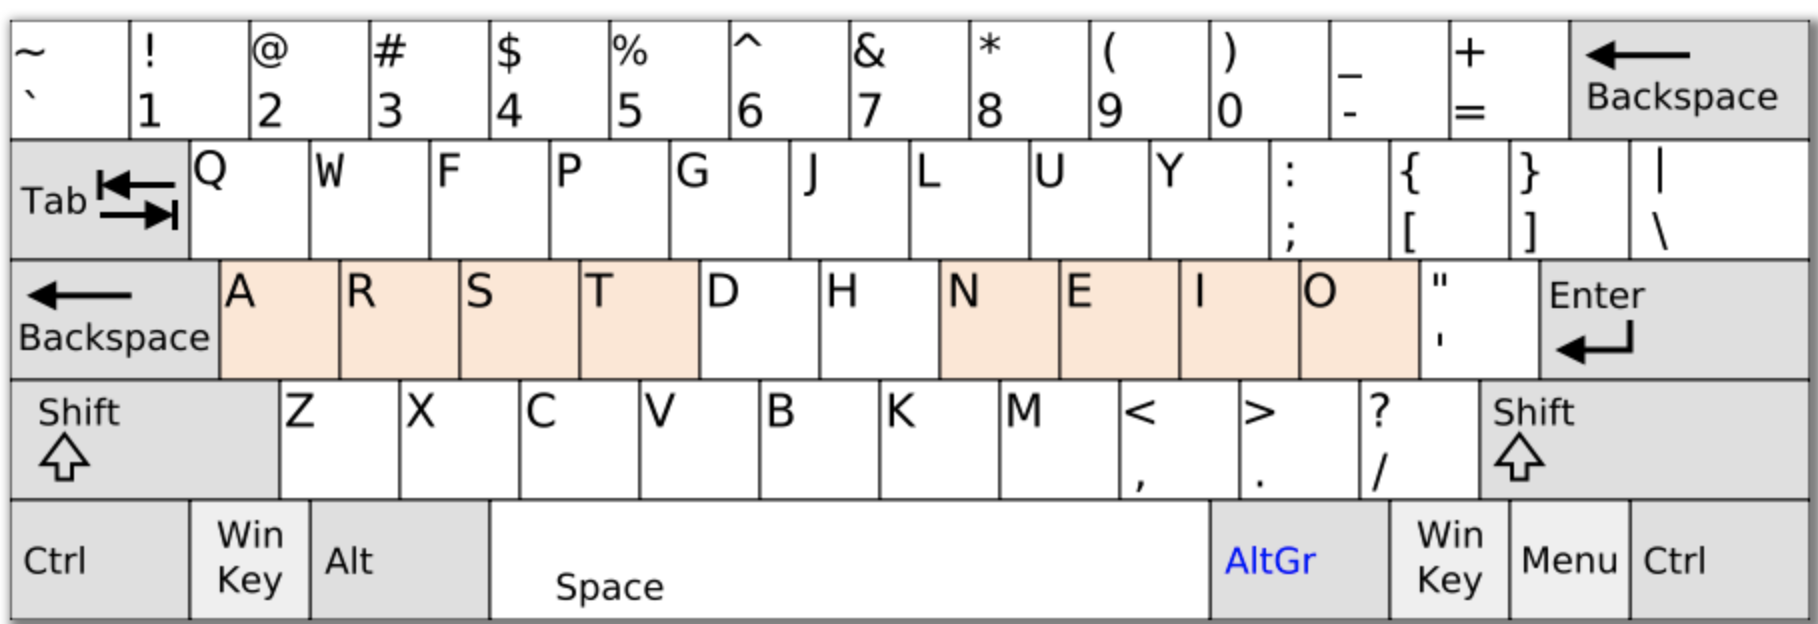 ~ ! @ # $ % ^ & * ( ) _ +
` 1 2 3 4 5 6 7 8 9 0 - = Backspace
Tab Q W F P G J L U Y : { } |
; [ ] \
A R S T D H N E I O " Enter
Backspace '
Shift Z X C V B K M < > ? Shift
, . /
Ctrl Win Key Alt Space AltGr Win Key Menu Ctrl